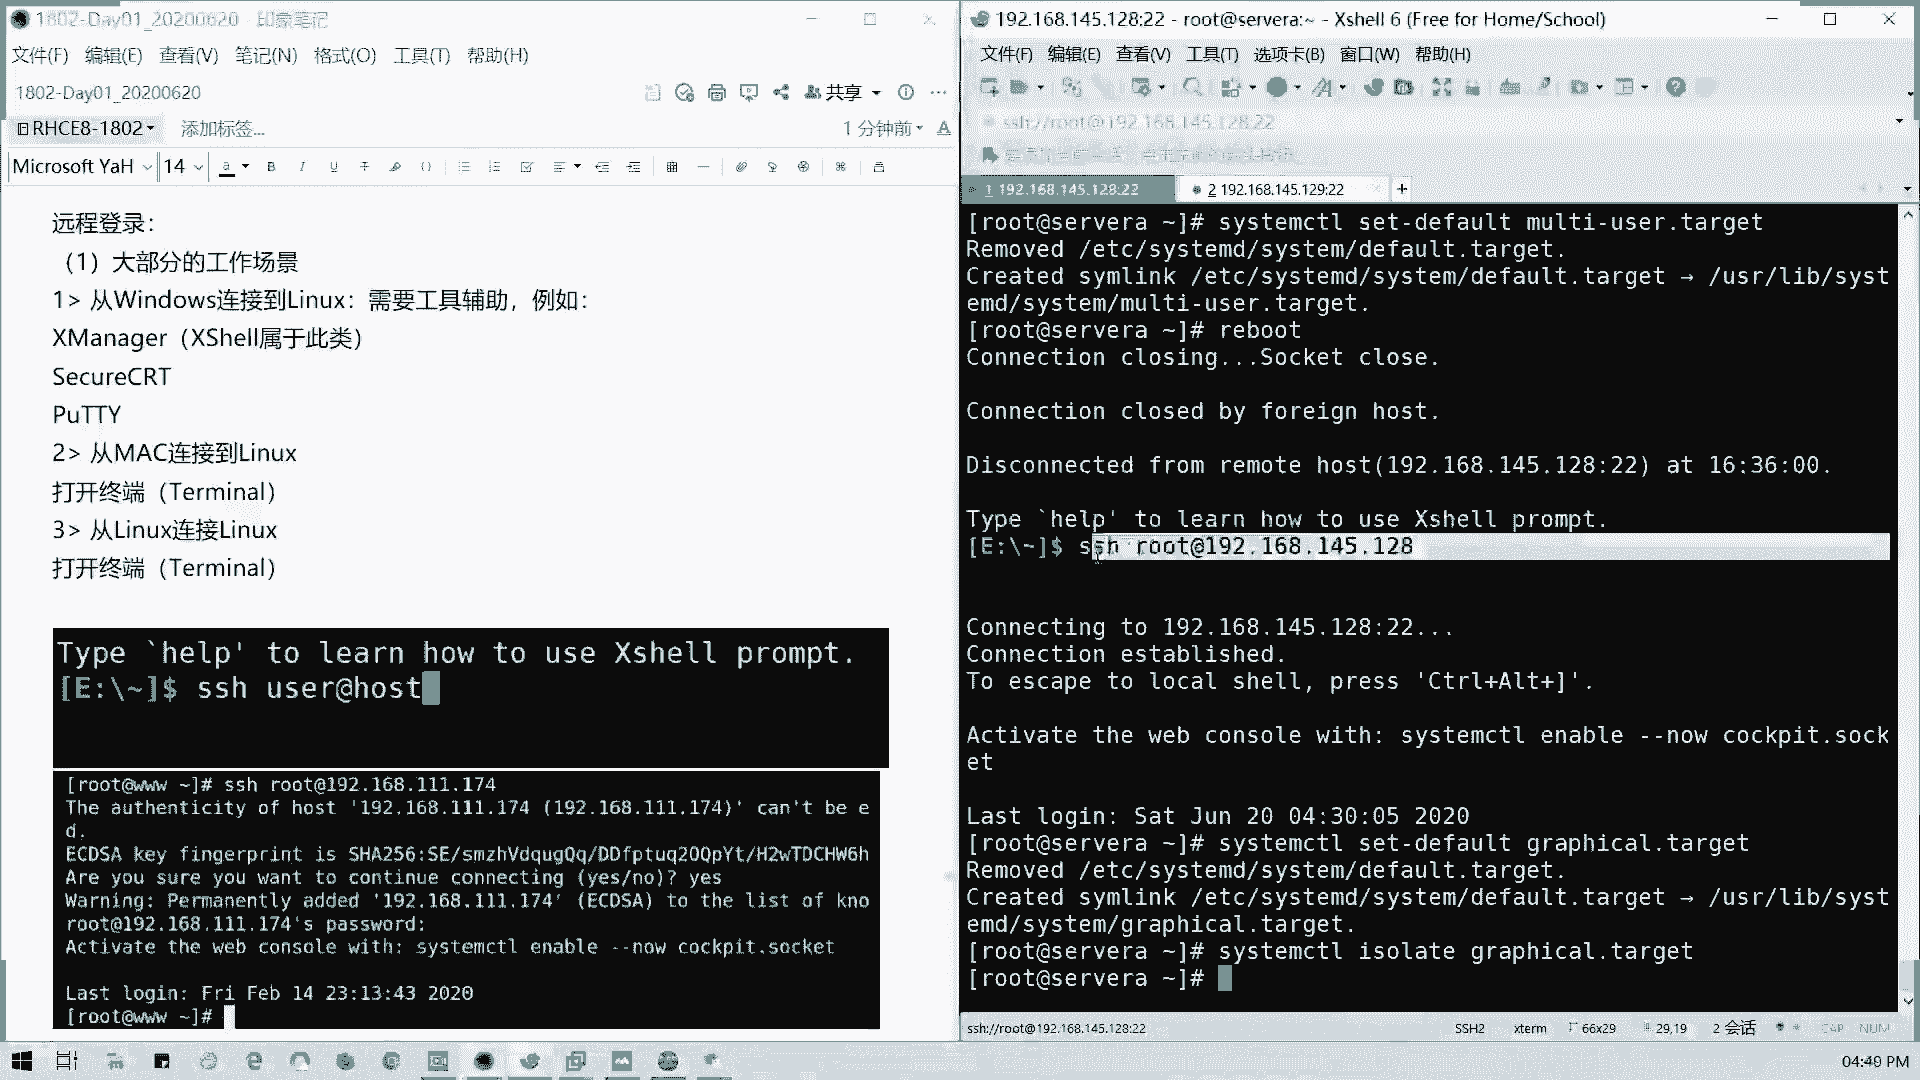 1802-Day01_20200620 - 印象笔记
文件(F) 编辑(E) 查看(V) 笔记(N) 格式(O) 工具(T) 帮助(H)
1802-Day01_20200620
共享
RHCE8-1802 添加标签...
1 分钟前
Microsoft YaH 14
远程登录：
（1）大部分的工作场景
1> 从Windows连接到Linux：需要工具辅助，例如：
XManager（XShell属于此类）
SecureCRT
PuTTY
2> 从MAC连接到Linux
打开终端（Terminal）
3> 从Linux连接Linux
打开终端（Terminal）
Type `help' to learn how to use Xshell prompt.
[E:\~]$ ssh user@host
[root@www ~]# ssh root@192.168.111.174
The authenticity of host '192.168.111.174 (192.168.111.174)' can't be e
d.
ECDSA key fingerprint is SHA256:SE/smzhVdqugQq/DDfptuq20QpYt/H2wTDCHW6h
Are you sure you want to continue connecting (yes/no)? yes
Warning: Permanently added '192.168.111.174' (ECDSA) to the list of kno
root@192.168.111.174's password:
Activate the web console with: systemctl enable --now cockpit.socket
Last login: Fri Feb 14 23:13:43 2020
[root@www ~]#
192.168.145.128:22 - root@servera:~ - Xshell 6 (Free for Home/School)
文件(F) 编辑(E) 查看(V) 工具(T) 选项卡(B) 窗口(W) 帮助(H)
ssh://root@192.168.145.128:22
1 192.168.145.128:22
2 192.168.145.129:22
[root@servera ~]# systemctl set-default multi-user.target
Removed /etc/systemd/system/default.target.
Created symlink /etc/systemd/system/default.target → /usr/lib/syst
emd/system/multi-user.target.
[root@servera ~]# reboot
Connection closing...Socket close.
Connection closed by foreign host.
Disconnected from remote host(192.168.145.128:22) at 16:36:00.
Type `help' to learn how to use Xshell prompt.
[E:\~]$ ssh root@192.168.145.128
Connecting to 192.168.145.128:22...
Connection established.
To escape to local shell, press 'Ctrl+Alt+]'.
Activate the web console with: systemctl enable --now cockpit.sock
et
Last login: Sat Jun 20 04:30:05 2020
[root@servera ~]# systemctl set-default graphical.target
Removed /etc/systemd/system/default.target.
Created symlink /etc/systemd/system/default.target → /usr/lib/syst
emd/system/graphical.target.
[root@servera ~]# systemctl isolate graphical.target
[root@servera ~]#
ssh://root@192.168.145.128:22 SSH2 xterm 66x29 29,19 2 会话 CAP NUM
04:49 PM